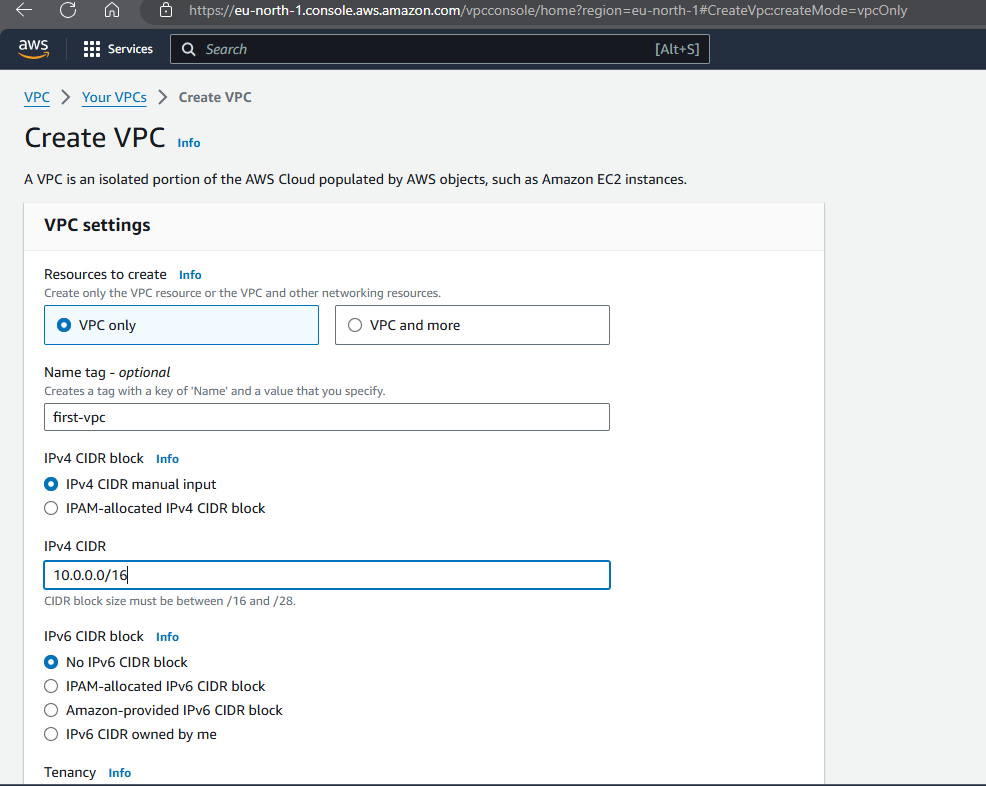 https://eu-north-1.console.aws.amazon.com/vpcconsole/home?region=eu-north-1#CreateVpc:createMode=vpcOnly
aws Services Search [Alt+S]
VPC > Your VPCs > Create VPC
Create VPC Info
A VPC is an isolated portion of the AWS Cloud populated by AWS objects, such as Amazon EC2 instances.
VPC settings
Resources to create Info
Create only the VPC resource or the VPC and other networking resources.
VPC only VPC and more
Name tag - optional
Creates a tag with a key of 'Name' and a value that you specify.
first-vpc
IPv4 CIDR block Info
IPv4 CIDR manual input
IPAM-allocated IPv4 CIDR block
IPv4 CIDR
10.0.0.0/16
CIDR block size must be between /16 and /28.
IPv6 CIDR block Info
No IPv6 CIDR block
IPAM-allocated IPv6 CIDR block
Amazon-provided IPv6 CIDR block
IPv6 CIDR owned by me
Tenancy Info